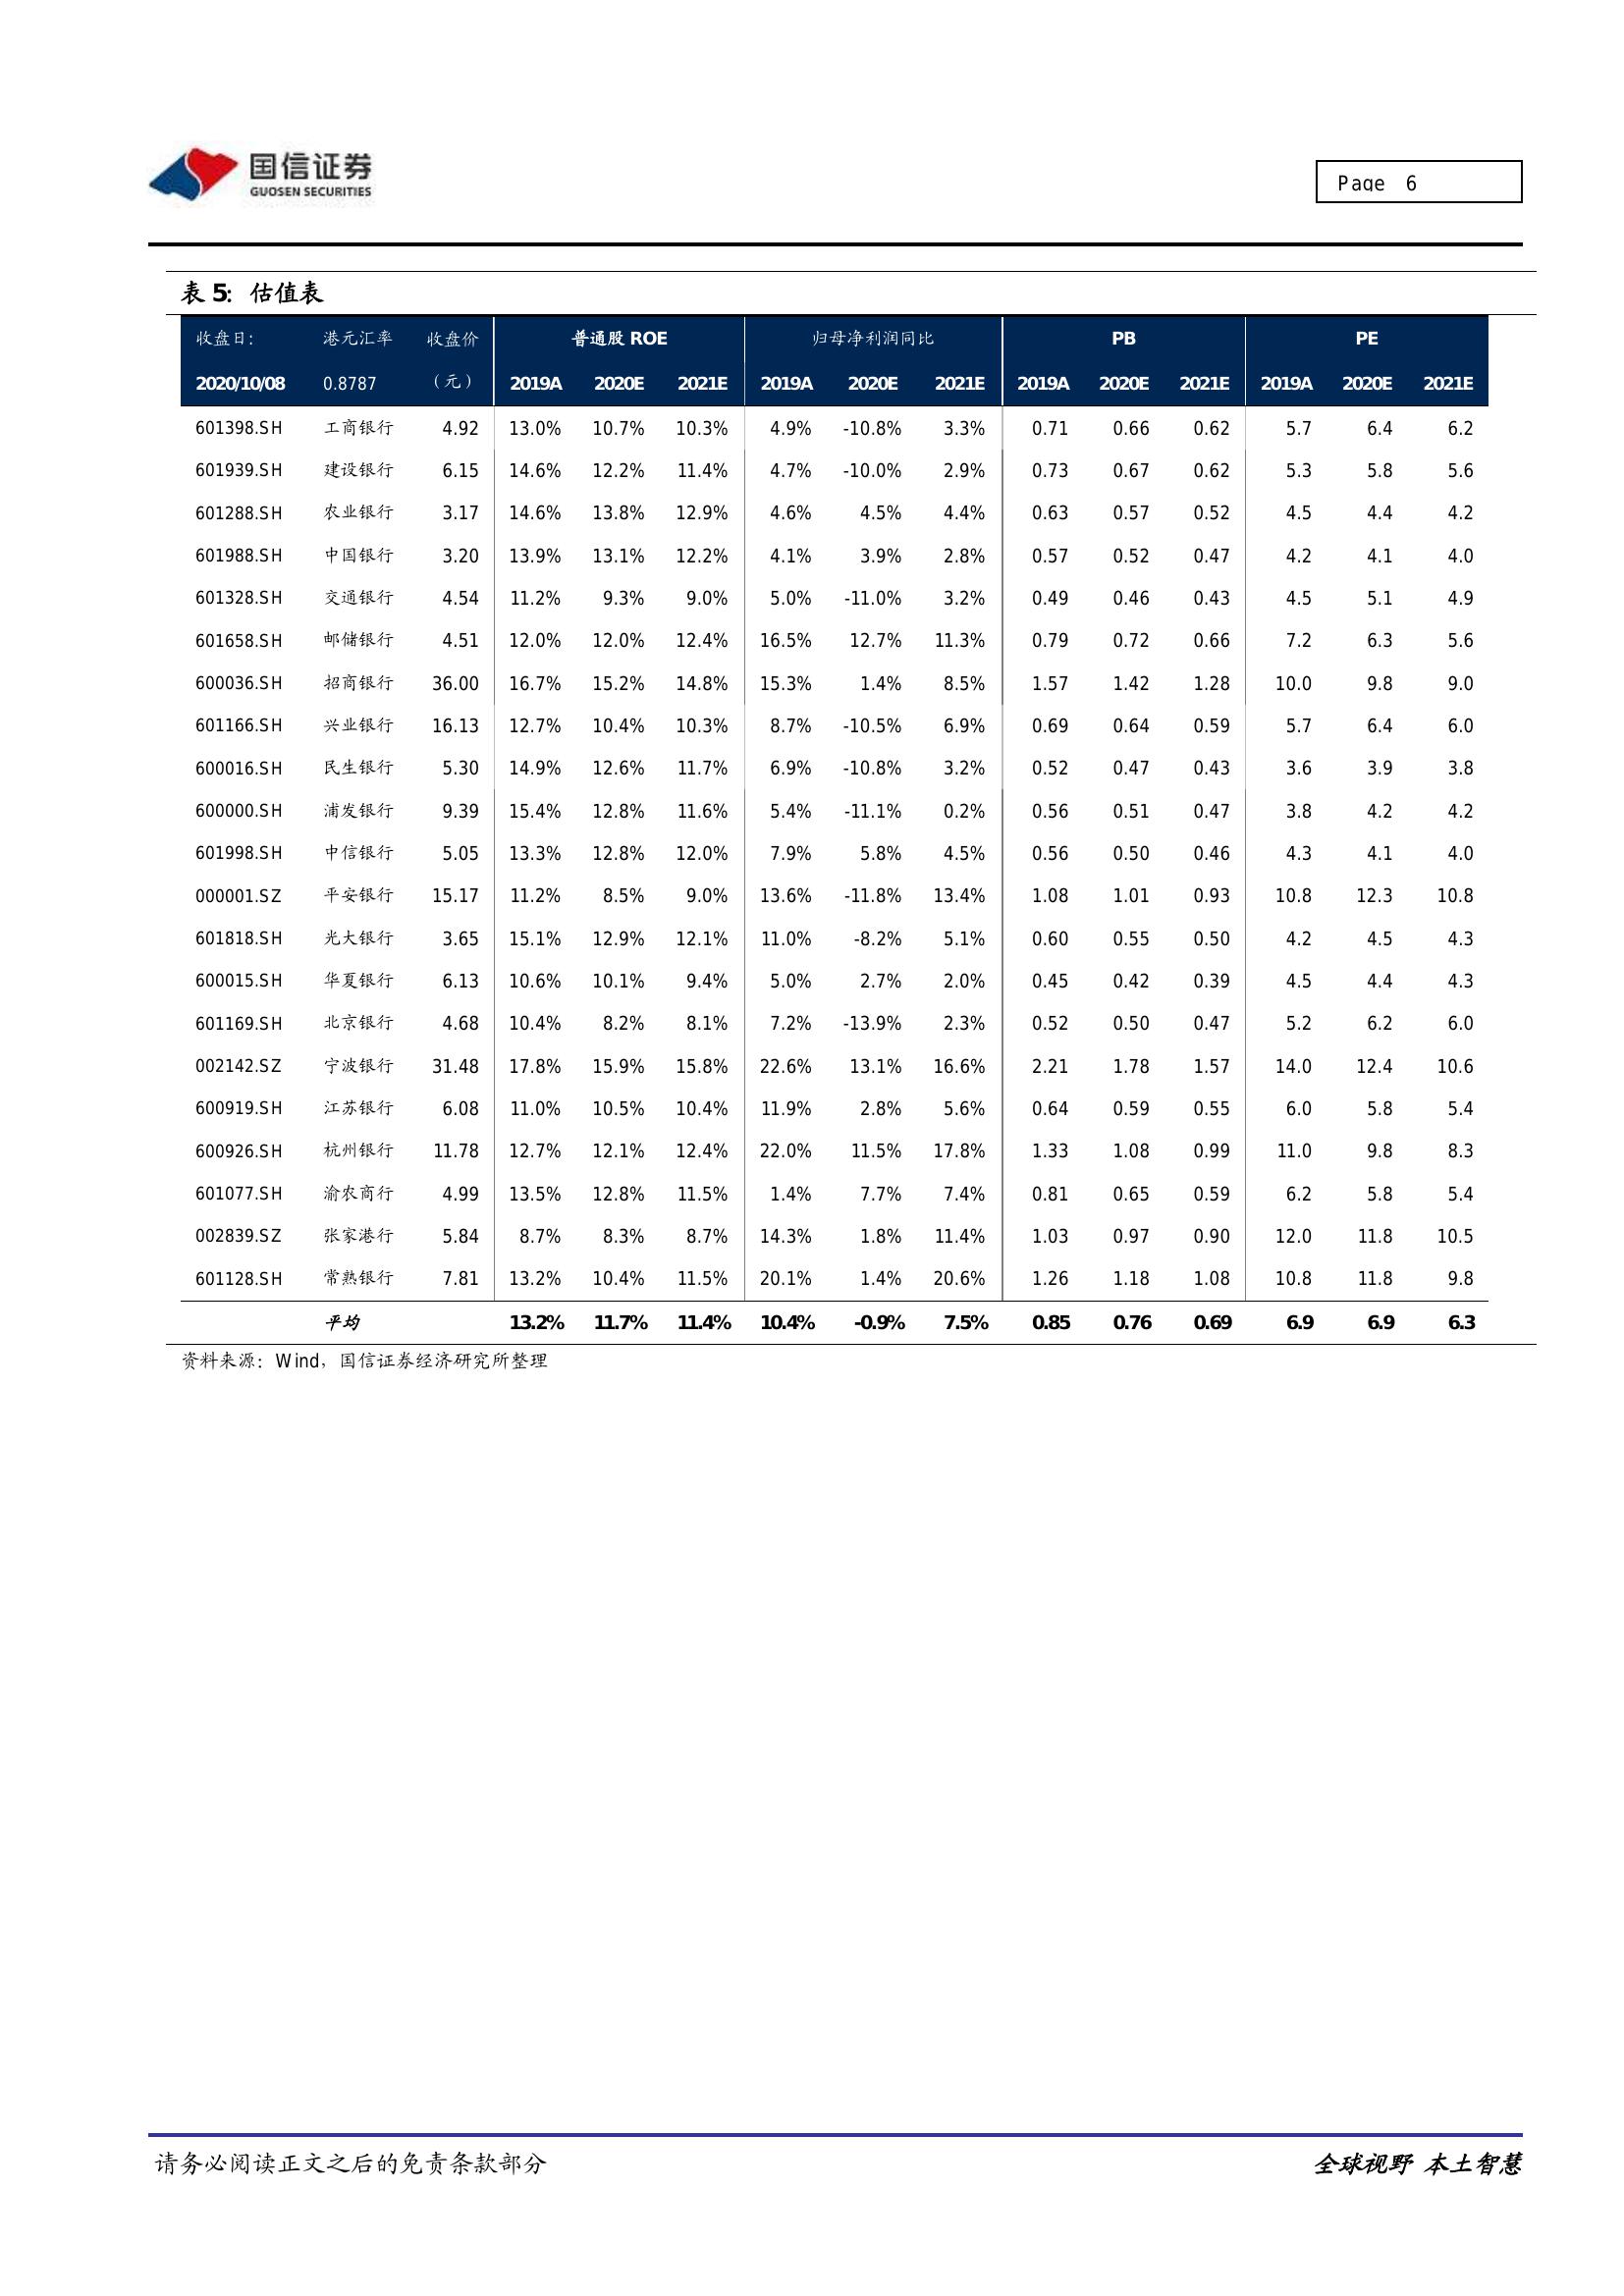 国信证券
GUOSEN SECURITIES
Page 6
表 5：估值表
收盘日： 港元汇率 收盘价 普通股 ROE 归母净利润同比 PB PE
2020/10/08 0.8787 （元） 2019A 2020E 2021E 2019A 2020E 2021E 2019A 2020E 2021E 2019A 2020E 2021E
601398.SH 工商银行 4.92 13.0% 10.7% 10.3% 4.9% -10.8% 3.3% 0.71 0.66 0.62 5.7 6.4 6.2
601939.SH 建设银行 6.15 14.6% 12.2% 11.4% 4.7% -10.0% 2.9% 0.73 0.67 0.62 5.3 5.8 5.6
601288.SH 农业银行 3.17 14.6% 13.8% 12.9% 4.6% 4.5% 4.4% 0.63 0.57 0.52 4.5 4.4 4.2
601988.SH 中国银行 3.20 13.9% 13.1% 12.2% 4.1% 3.9% 2.8% 0.57 0.52 0.47 4.2 4.1 4.0
601328.SH 交通银行 4.54 11.2% 9.3% 9.0% 5.0% -11.0% 3.2% 0.49 0.46 0.43 4.5 5.1 4.9
601658.SH 邮储银行 4.51 12.0% 12.0% 12.4% 16.5% 12.7% 11.3% 0.79 0.72 0.66 7.2 6.3 5.6
600036.SH 招商银行 36.00 16.7% 15.2% 14.8% 15.3% 1.4% 8.5% 1.57 1.42 1.28 10.0 9.8 9.0
601166.SH 兴业银行 16.13 12.7% 10.4% 10.3% 8.7% -10.5% 6.9% 0.69 0.64 0.59 5.7 6.4 6.0
600016.SH 民生银行 5.30 14.9% 12.6% 11.7% 6.9% -10.8% 3.2% 0.52 0.47 0.43 3.6 3.9 3.8
600000.SH 浦发银行 9.39 15.4% 12.8% 11.6% 5.4% -11.1% 0.2% 0.56 0.51 0.47 3.8 4.2 4.2
601998.SH 中信银行 5.05 13.3% 12.8% 12.0% 7.9% 5.8% 4.5% 0.56 0.50 0.46 4.3 4.1 4.0
000001.SZ 平安银行 15.17 11.2% 8.5% 9.0% 13.6% -11.8% 13.4% 1.08 1.01 0.93 10.8 12.3 10.8
601818.SH 光大银行 3.65 15.1% 12.9% 12.1% 11.0% -8.2% 5.1% 0.60 0.55 0.50 4.2 4.5 4.3
600015.SH 华夏银行 6.13 10.6% 10.1% 9.4% 5.0% 2.7% 2.0% 0.45 0.42 0.39 4.5 4.4 4.3
601169.SH 北京银行 4.68 10.4% 8.2% 8.1% 7.2% -13.9% 2.3% 0.52 0.50 0.47 5.2 6.2 6.0
002142.SZ 宁波银行 31.48 17.8% 15.9% 15.8% 22.6% 13.1% 16.6% 2.21 1.78 1.57 14.0 12.4 10.6
600919.SH 江苏银行 6.08 11.0% 10.5% 10.4% 11.9% 2.8% 5.6% 0.64 0.59 0.55 6.0 5.8 5.4
600926.SH 杭州银行 11.78 12.7% 12.1% 12.4% 22.0% 11.5% 17.8% 1.33 1.08 0.99 11.0 9.8 8.3
601077.SH 渝农商行 4.99 13.5% 12.8% 11.5% 1.4% 7.7% 7.4% 0.81 0.65 0.59 6.2 5.8 5.4
002839.SZ 张家港行 5.84 8.7% 8.3% 8.7% 14.3% 1.8% 11.4% 1.03 0.97 0.90 12.0 11.8 10.5
601128.SH 常熟银行 7.81 13.2% 10.4% 11.5% 20.1% 1.4% 20.6% 1.26 1.18 1.08 10.8 11.8 9.8
平均 13.2% 11.7% 11.4% 10.4% -0.9% 7.5% 0.85 0.76 0.69 6.9 6.9 6.3
资料来源：Wind，国信证券经济研究所整理
请务必阅读正文之后的免责条款部分 全球视野 本土智慧